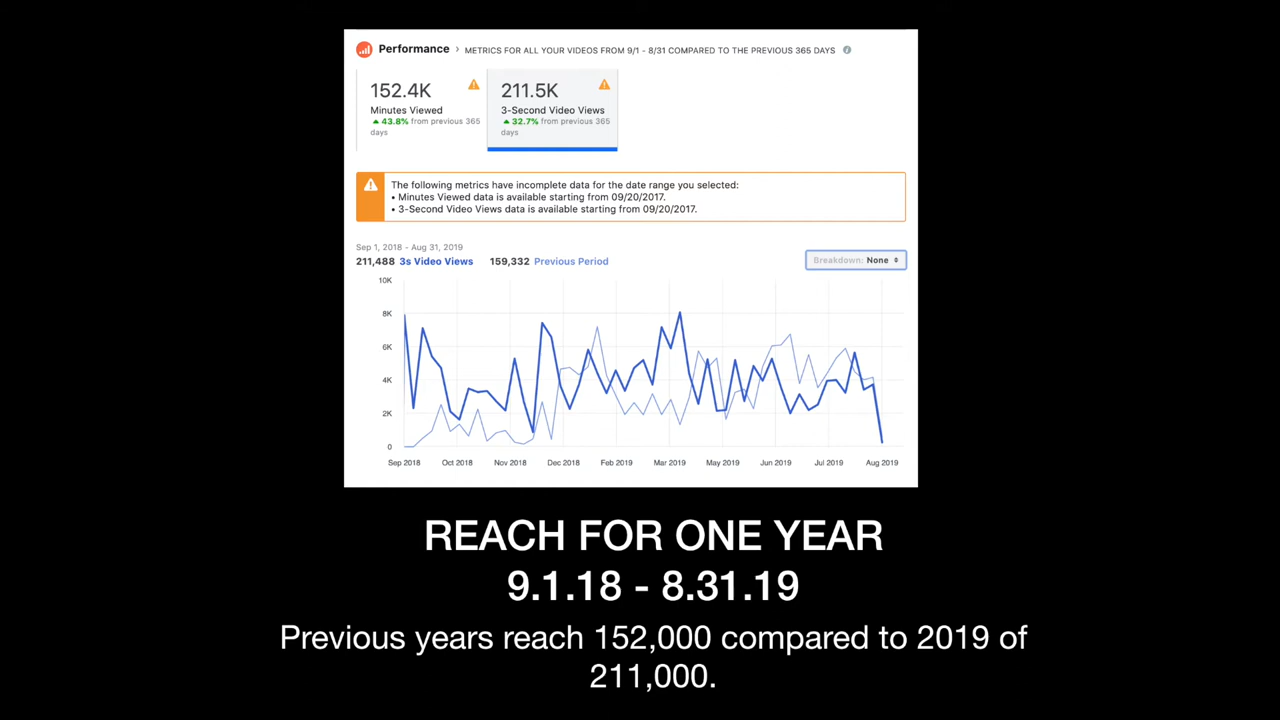 Performance › METRICS FOR ALL YOUR VIDEOS FROM 9/1 - 8/31 COMPARED TO THE PREVIOUS 365 DAYS
152.4K
Minutes Viewed
43.8% from previous 365
days
211.5K
3-Second Video Views
32.7% from previous 365
days
The following metrics have incomplete data for the date range you selected:
• Minutes Viewed data is available starting from 09/20/2017.
• 3-Second Video Views data is available starting from 09/20/2017.
Sep 1, 2018 - Aug 31, 2019
211,488 3s Video Views 159,332 Previous Period
Breakdown: None
10K
8K
6K
4K
2K
0
Sep 2018 Oct 2018 Nov 2018 Dec 2018 Feb 2019 Mar 2019 May 2019 Jun 2019 Jul 2019 Aug 2019
REACH FOR ONE YEAR
9.1.18 - 8.31.19
Previous years reach 152,000 compared to 2019 of
211,000.